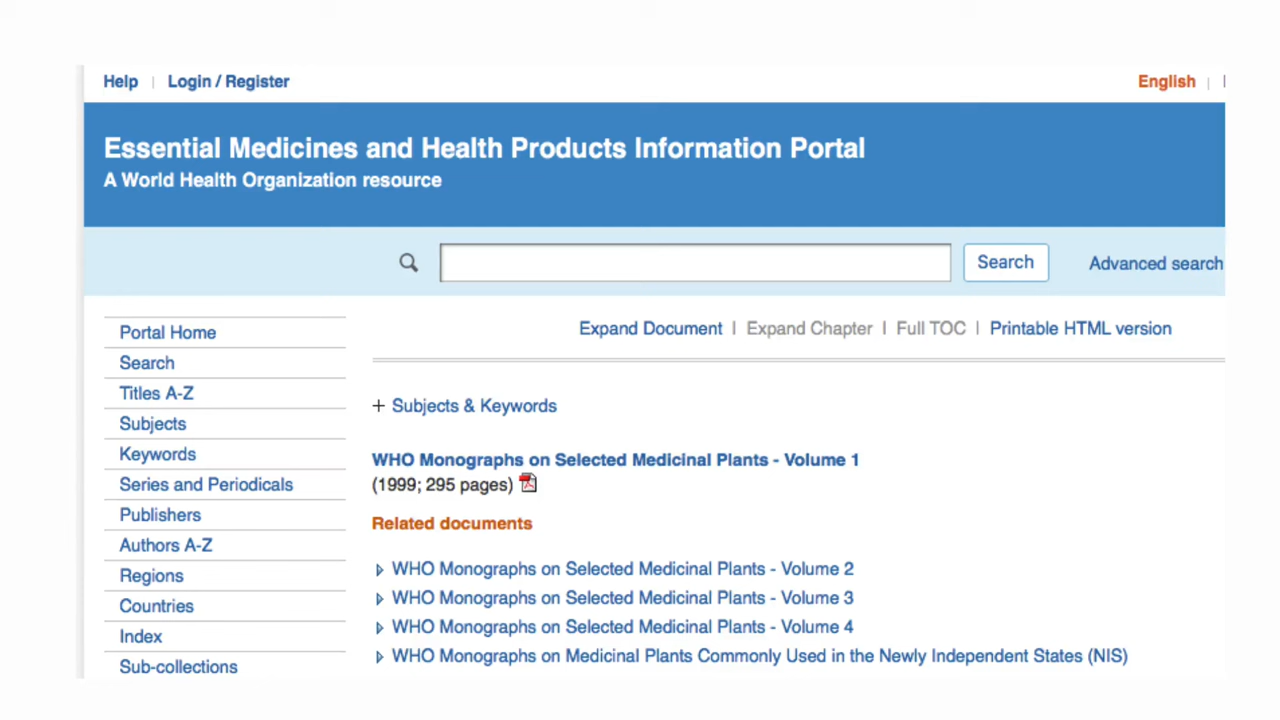 Help | Login / Register English |
Essential Medicines and Health Products Information Portal
A World Health Organization resource
Search Advanced search
Portal Home
Search
Titles A-Z
Subjects
Keywords
Series and Periodicals
Publishers
Authors A-Z
Regions
Countries
Index
Sub-collections
Expand Document | Expand Chapter | Full TOC | Printable HTML version
+ Subjects & Keywords
WHO Monographs on Selected Medicinal Plants - Volume 1
(1999; 295 pages)
Related documents
WHO Monographs on Selected Medicinal Plants - Volume 2
WHO Monographs on Selected Medicinal Plants - Volume 3
WHO Monographs on Selected Medicinal Plants - Volume 4
WHO Monographs on Medicinal Plants Commonly Used in the Newly Independent States (NIS)